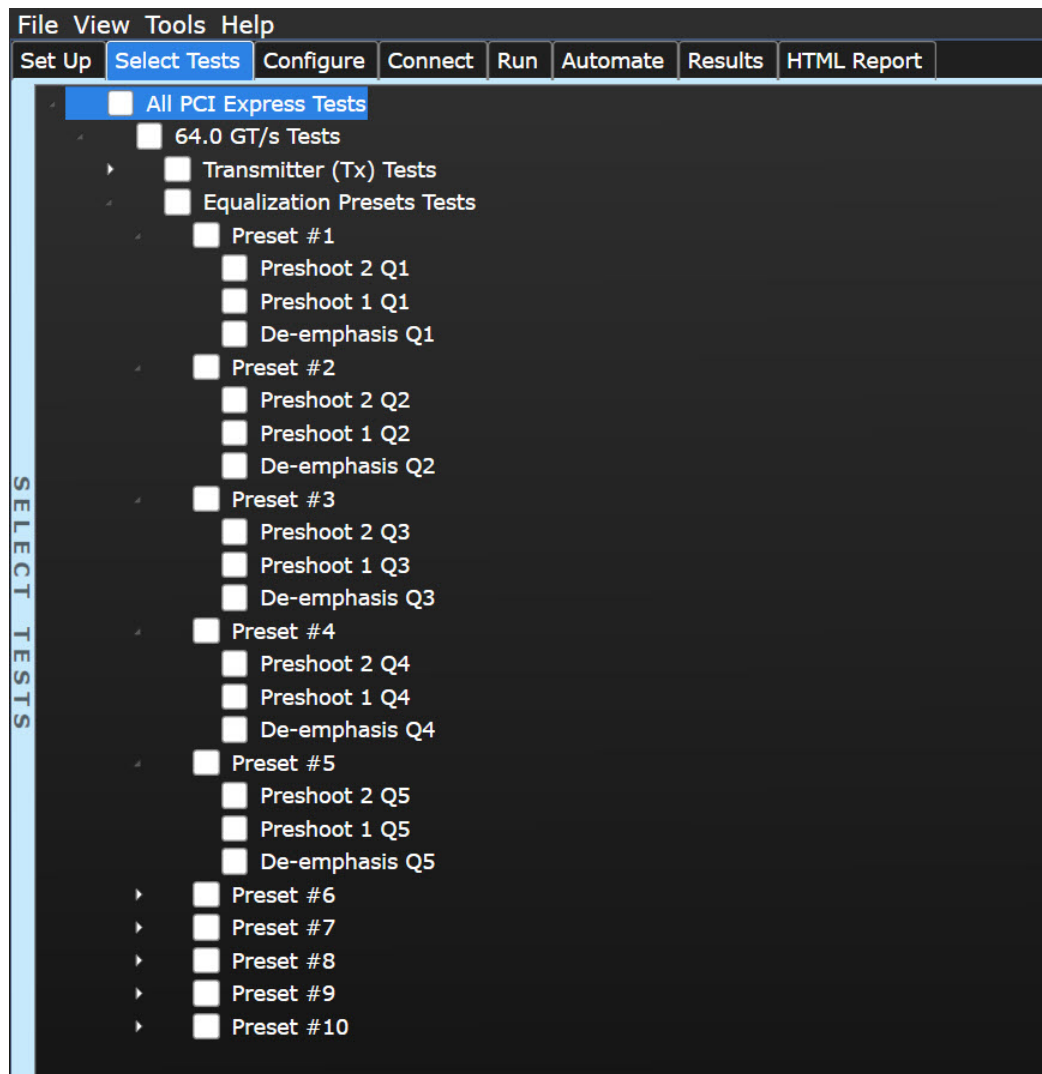 File View Tools Help
Set Up Select Tests Configure Connect Run Automate Results HTML Report
SELECT TESTS
All PCI Express Tests
64.0 GT/s Tests
Transmitter (Tx) Tests
Equalization Presets Tests
Preset #1
Preshoot 2 Q1
Preshoot 1 Q1
De-emphasis Q1
Preset #2
Preshoot 2 Q2
Preshoot 1 Q2
De-emphasis Q2
Preset #3
Preshoot 2 Q3
Preshoot 1 Q3
De-emphasis Q3
Preset #4
Preshoot 2 Q4
Preshoot 1 Q4
De-emphasis Q4
Preset #5
Preshoot 2 Q5
Preshoot 1 Q5
De-emphasis Q5
Preset #6
Preset #7
Preset #8
Preset #9
Preset #10